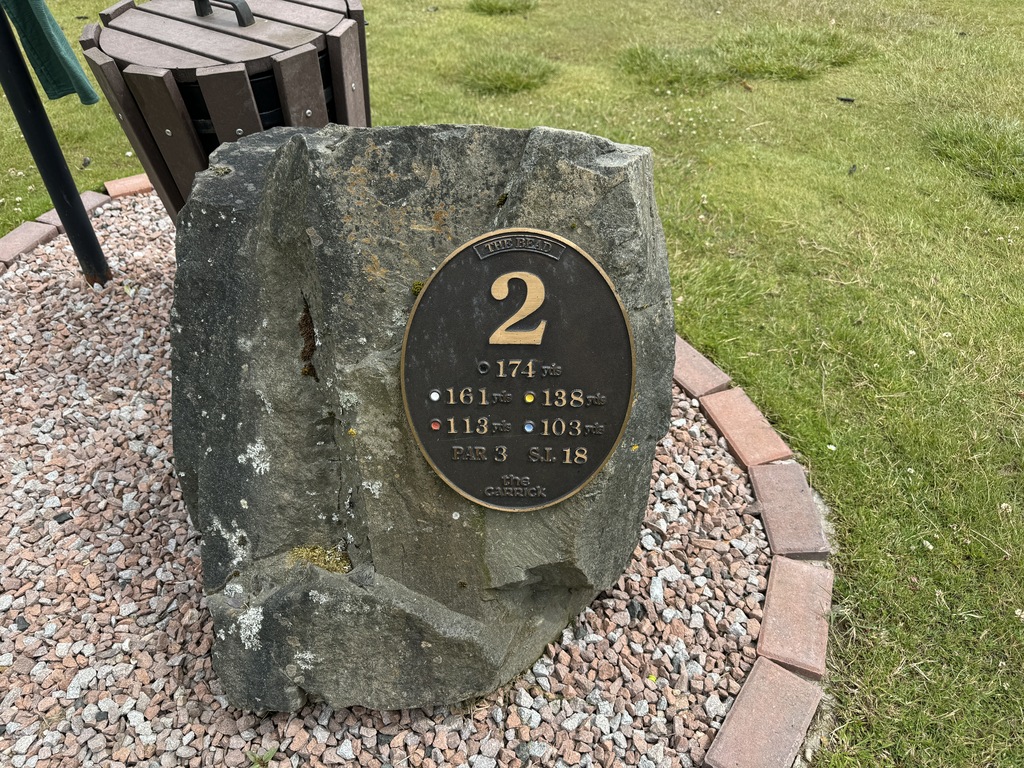 THE BEAD
2
174 yds
161 yds 138 yds
113 yds 103 yds
PAR 3 S.I. 18
the
CARRICK